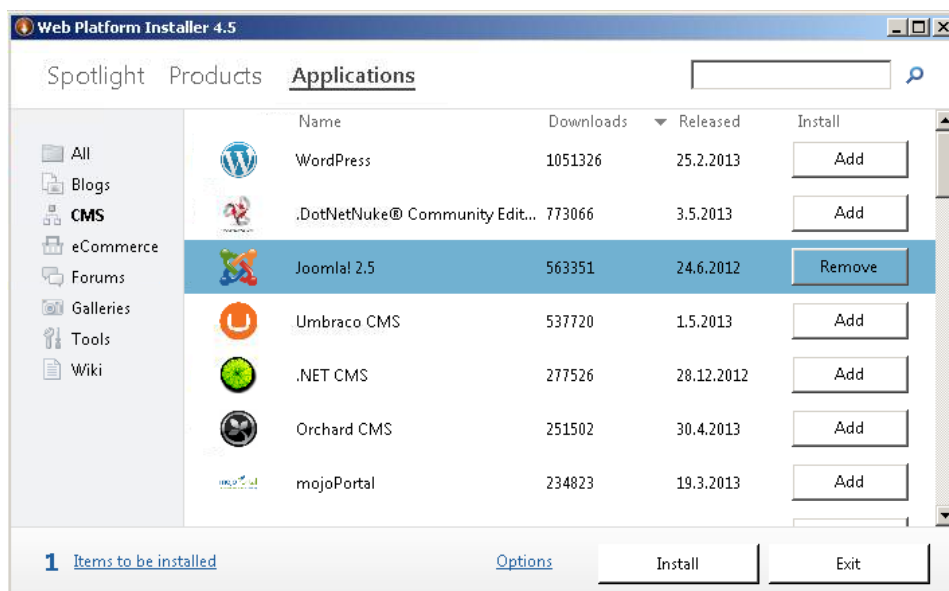 Web Platform Installer 4.5
Spotlight Products Applications
Name Downloads Released Install
All
Blogs
CMS
eCommerce
Forums
Galleries
Tools
Wiki
WordPress 1051326 25.2.2013 Add
.DotNetNuke® Community Edit... 773066 3.5.2013 Add
Joomla! 2.5 563351 24.6.2012 Remove
Umbraco CMS 537720 1.5.2013 Add
.NET CMS 277526 28.12.2012 Add
Orchard CMS 251502 30.4.2013 Add
mojoPortal 234823 19.3.2013 Add
1 Items to be installed Options Install Exit